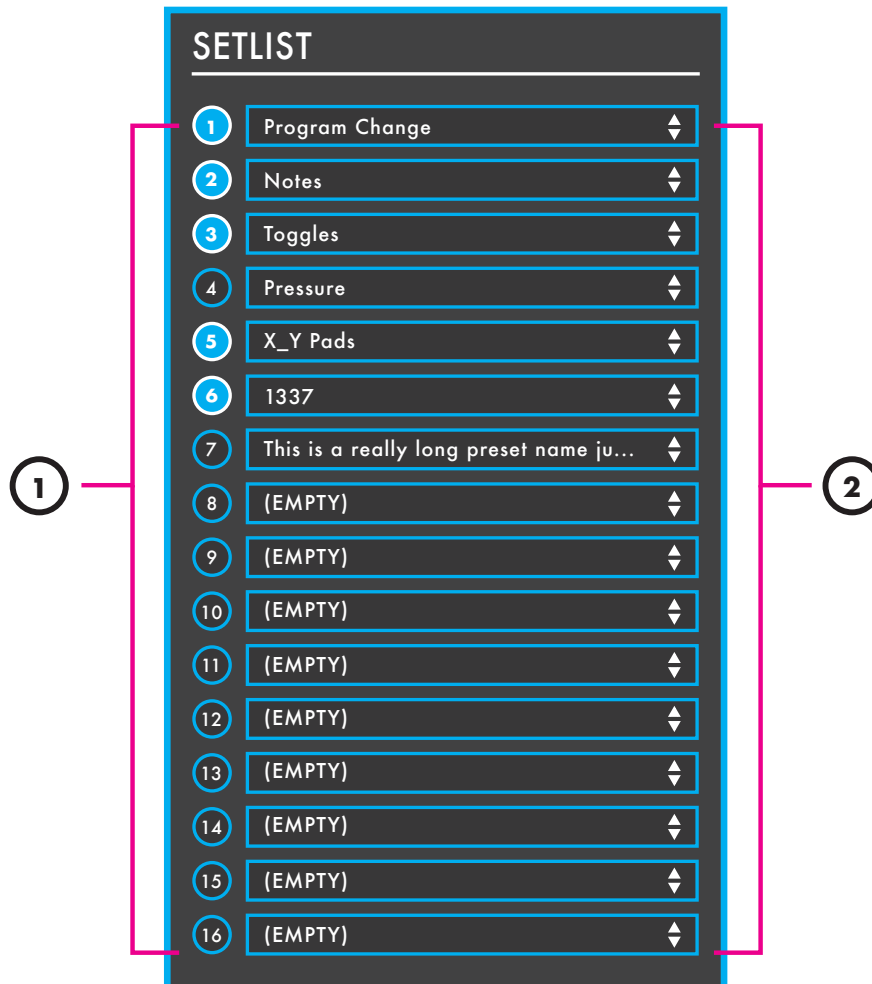 SETLIST
1 Program Change
2 Notes
3 Toggles
4 Pressure
5 X_Y Pads
6 1337
7 This is a really long preset name ju...
1
2
8 (EMPTY)
9 (EMPTY)
10 (EMPTY)
11 (EMPTY)
12 (EMPTY)
13 (EMPTY)
14 (EMPTY)
15 (EMPTY)
16 (EMPTY)